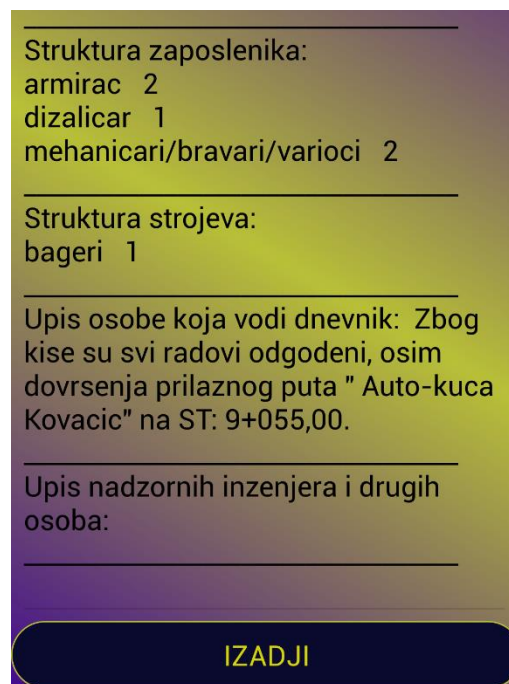 Struktura zaposlenika:
armirac 2
dizalicar 1
mehanicari/bravari/varioci 2
Struktura strojeva:
bageri 1
Upis osobe koja vodi dnevnik: Zbog
kise su svi radovi odgodeni, osim
dovrsenja prilaznog puta " Auto-kuca
Kovacic" na ST: 9+055,00.
Upis nadzornih inzenjera i drugih
osoba:
IZADJI